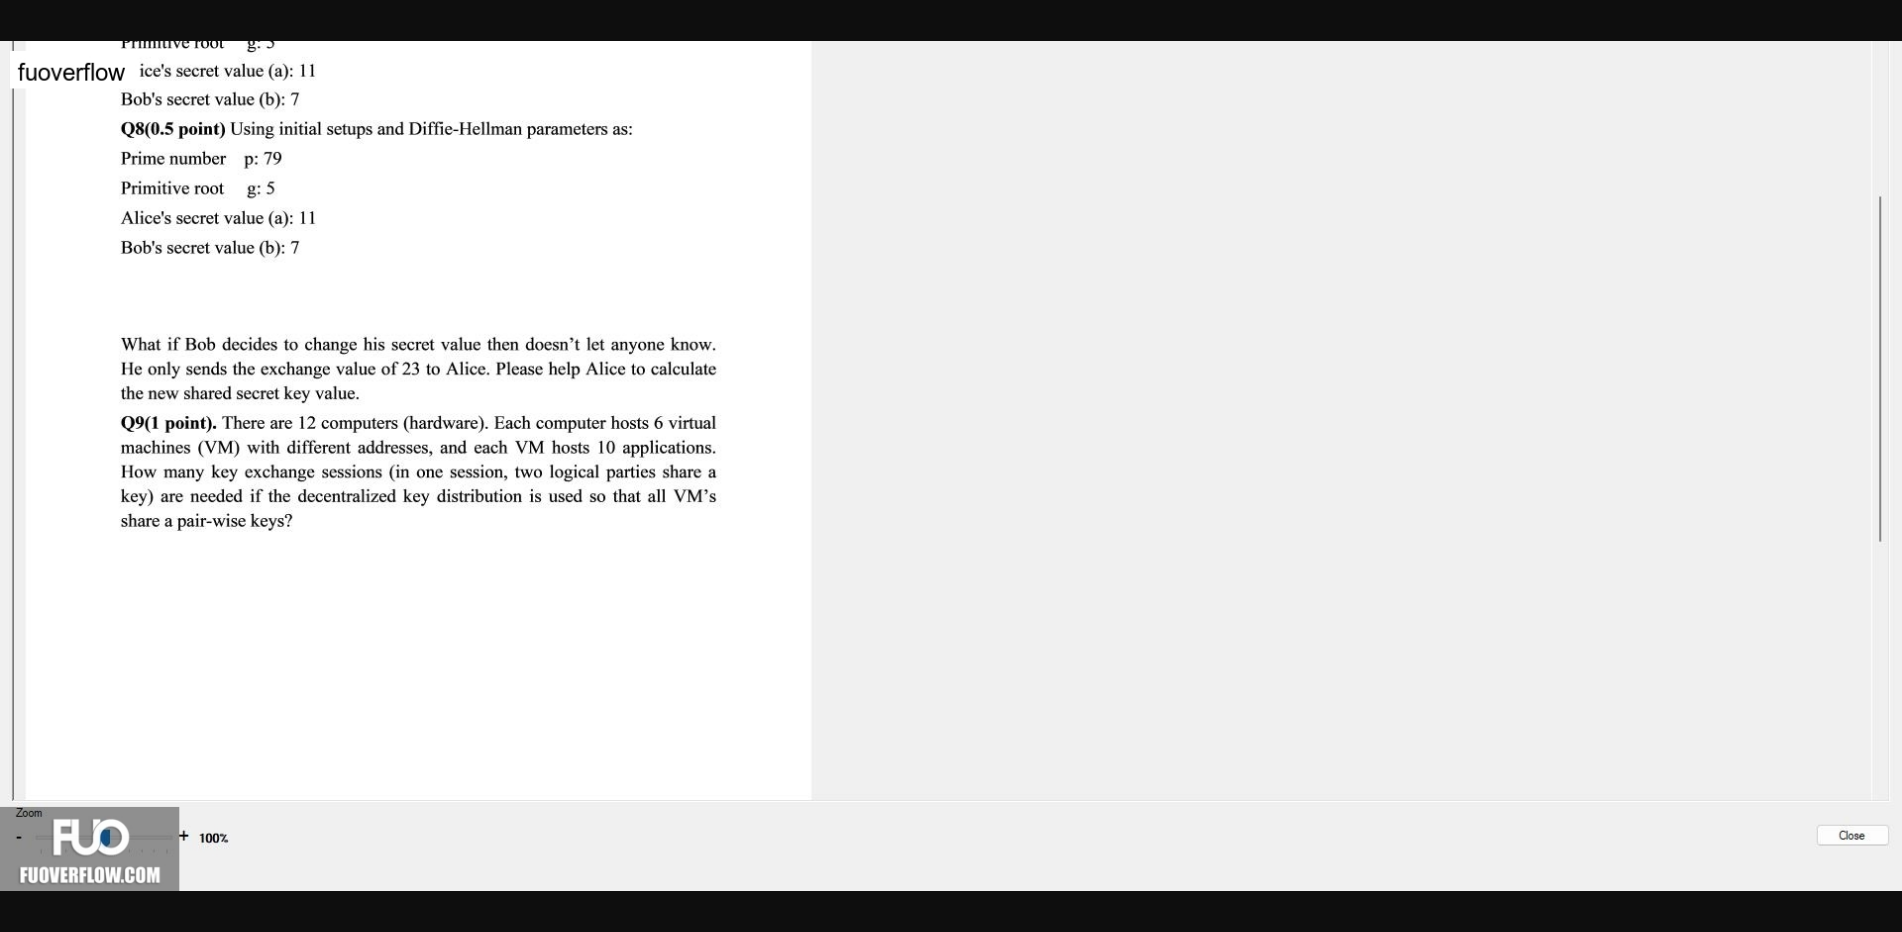 Primitive root g: 5
fuoverflow ice's secret value (a): 11
Bob's secret value (b): 7
Q8(0.5 point) Using initial setups and Diffie-Hellman parameters as:
Prime number p: 79
Primitive root g: 5
Alice's secret value (a): 11
Bob's secret value (b): 7
What if Bob decides to change his secret value then doesn’t let anyone know.
He only sends the exchange value of 23 to Alice. Please help Alice to calculate
the new shared secret key value.
Q9(1 point). There are 12 computers (hardware). Each computer hosts 6 virtual
machines (VM) with different addresses, and each VM hosts 10 applications.
How many key exchange sessions (in one session, two logical parties share a
key) are needed if the decentralized key distribution is used so that all VM’s
share a pair-wise keys?
Zoom
- + 100%
FUO
FUOVERFLOW.COM
Close